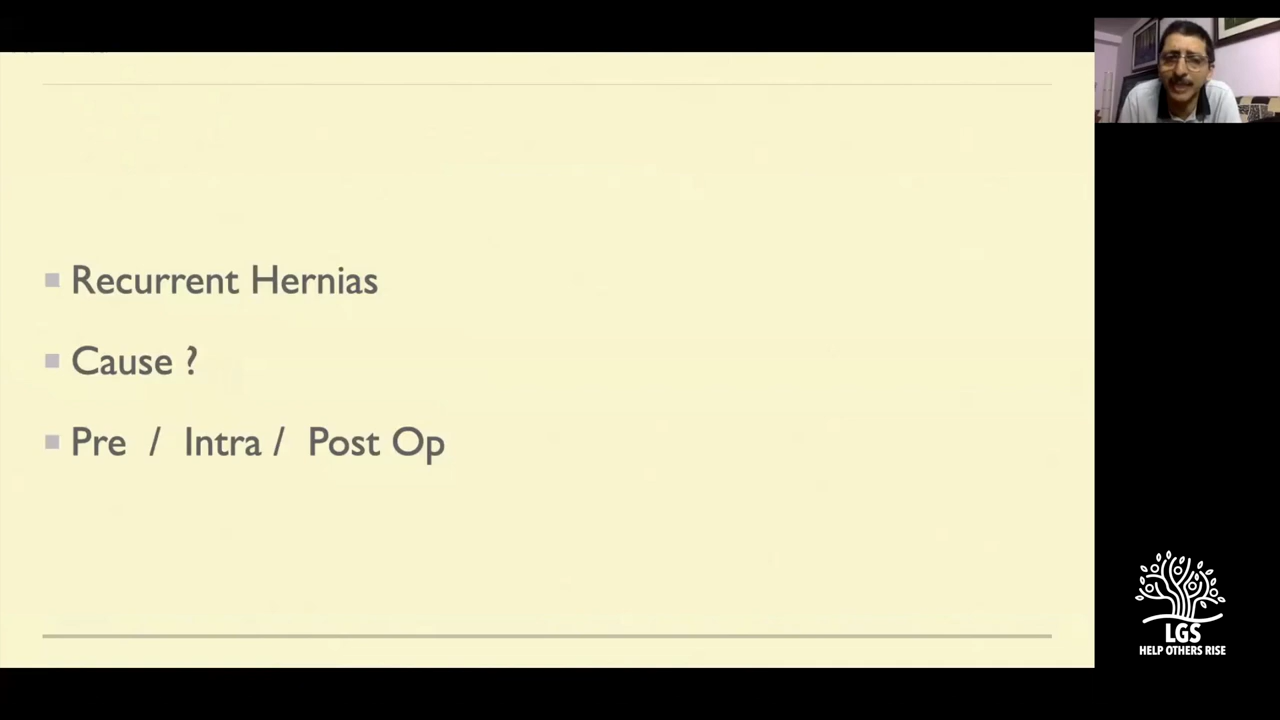 Recurrent Hernias
Cause ?
Pre / Intra / Post Op
LGS
HELP OTHERS RISE